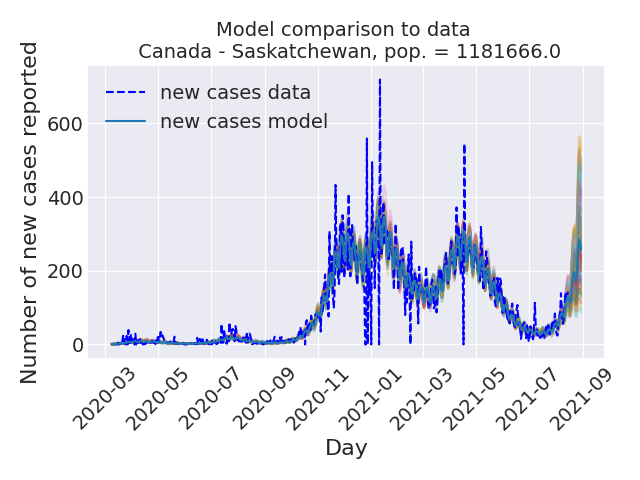 Model comparison to data
Canada - Saskatchewan, pop. = 1181666.0
Number of new cases reported
600
400
200
0
new cases data
new cases model
2020-03
2020-05
2020-07
2020-09
2020-11
2021-01
2021-03
2021-05
2021-07
2021-09
Day